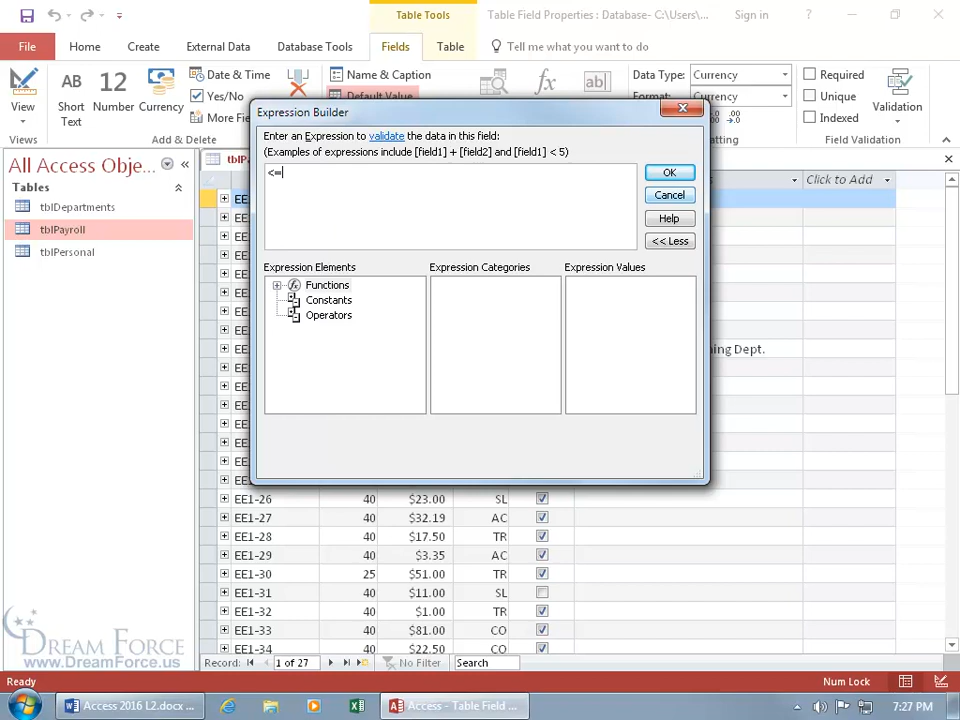 Table Tools
Table Field Properties : Database- C:\Users\...
Sign in
?
File
Home
Create
External Data
Database Tools
Fields
Table
Tell me what you want to do
View
AB
Short
Text
12
Number
Currency
Date & Time
Yes/No
More Fie
Add & Delete
Views
Name & Caption
Default Value
fx
ab|
Data Type: Currency
Format: Currency
.00
Required
Unique
Indexed
Validation
Field Validation
All Access Obje...
Tables
tblDepartments
tblPayroll
tblPersonal
Click to Add
Expression Builder
Enter an Expression to validate the data in this field:
(Examples of expressions include [field1] + [field2] and [field1] < 5)
<=
OK
Cancel
Help
<< Less
Expression Elements
Expression Categories
Expression Values
Functions
Constants
Operators
ing Dept.
EE1-26 40 $23.00 SL
EE1-27 40 $32.19 AC
EE1-28 40 $17.50 TR
EE1-29 40 $3.35 AC
EE1-30 25 $51.00 TR
EE1-31 40 $11.00 SL
EE1-32 40 $1.00 TR
EE1-33 40 $81.00 CO
EE1-34 40 $22.50 CO
Record: 1 of 27 No Filter Search
DREAM FORCE
www.DreamForce.us
Ready
Num Lock
Access 2016 L2.docx ...
Access - Table Field ...
7:27 PM